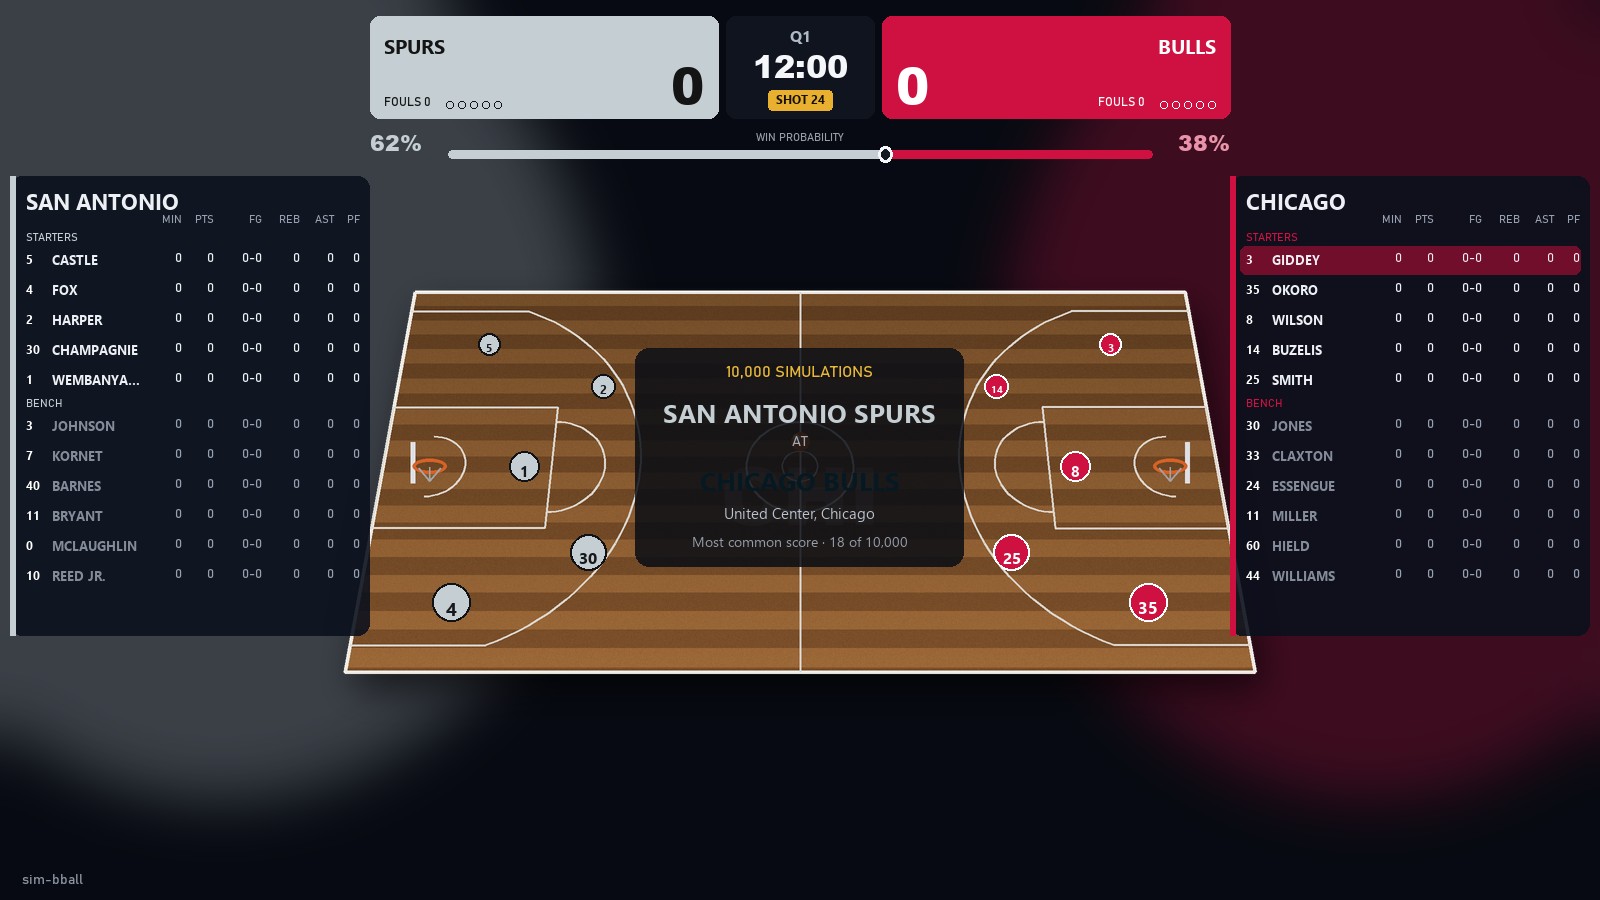 SPURS
0
FOULS 0
Q1
12:00
SHOT 24
BULLS
0
FOULS 0
62%
WIN PROBABILITY
38%
SAN ANTONIO
MIN PTS FG REB AST PF
STARTERS
5 CASTLE 0 0 0-0 0 0 0
4 FOX 0 0 0-0 0 0 0
2 HARPER 0 0 0-0 0 0 0
30 CHAMPAGNIE 0 0 0-0 0 0 0
1 WEMBANYA... 0 0 0-0 0 0 0
BENCH
3 JOHNSON 0 0 0-0 0 0 0
7 KORNET 0 0 0-0 0 0 0
40 BARNES 0 0 0-0 0 0 0
11 BRYANT 0 0 0-0 0 0 0
0 MCLAUGHLIN 0 0 0-0 0 0 0
10 REED JR. 0 0 0-0 0 0 0
5
2
1
30
4
10,000 SIMULATIONS
SAN ANTONIO SPURS
AT
CHICAGO BULLS
United Center, Chicago
Most common score · 18 of 10,000
3
14
8
25
35
CHICAGO
MIN PTS FG REB AST PF
STARTERS
3 GIDDEY 0 0 0-0 0 0 0
35 OKORO 0 0 0-0 0 0 0
8 WILSON 0 0 0-0 0 0 0
14 BUZELIS 0 0 0-0 0 0 0
25 SMITH 0 0 0-0 0 0 0
BENCH
30 JONES 0 0 0-0 0 0 0
33 CLAXTON 0 0 0-0 0 0 0
24 ESSENGUE 0 0 0-0 0 0 0
11 MILLER 0 0 0-0 0 0 0
60 HIELD 0 0 0-0 0 0 0
44 WILLIAMS 0 0 0-0 0 0 0
sim-bball